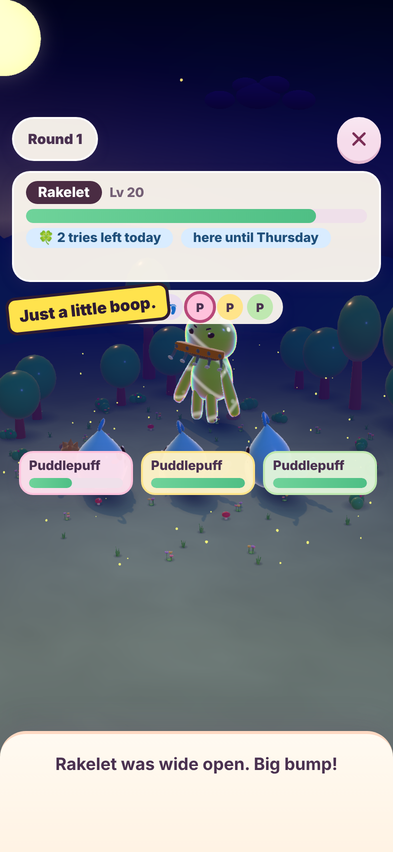 Round 1
Rakelet Lv 20
🍀 2 tries left today here until Thursday
Just a little boop.
P P P
Puddlepuff Puddlepuff Puddlepuff
Rakelet was wide open. Big bump!